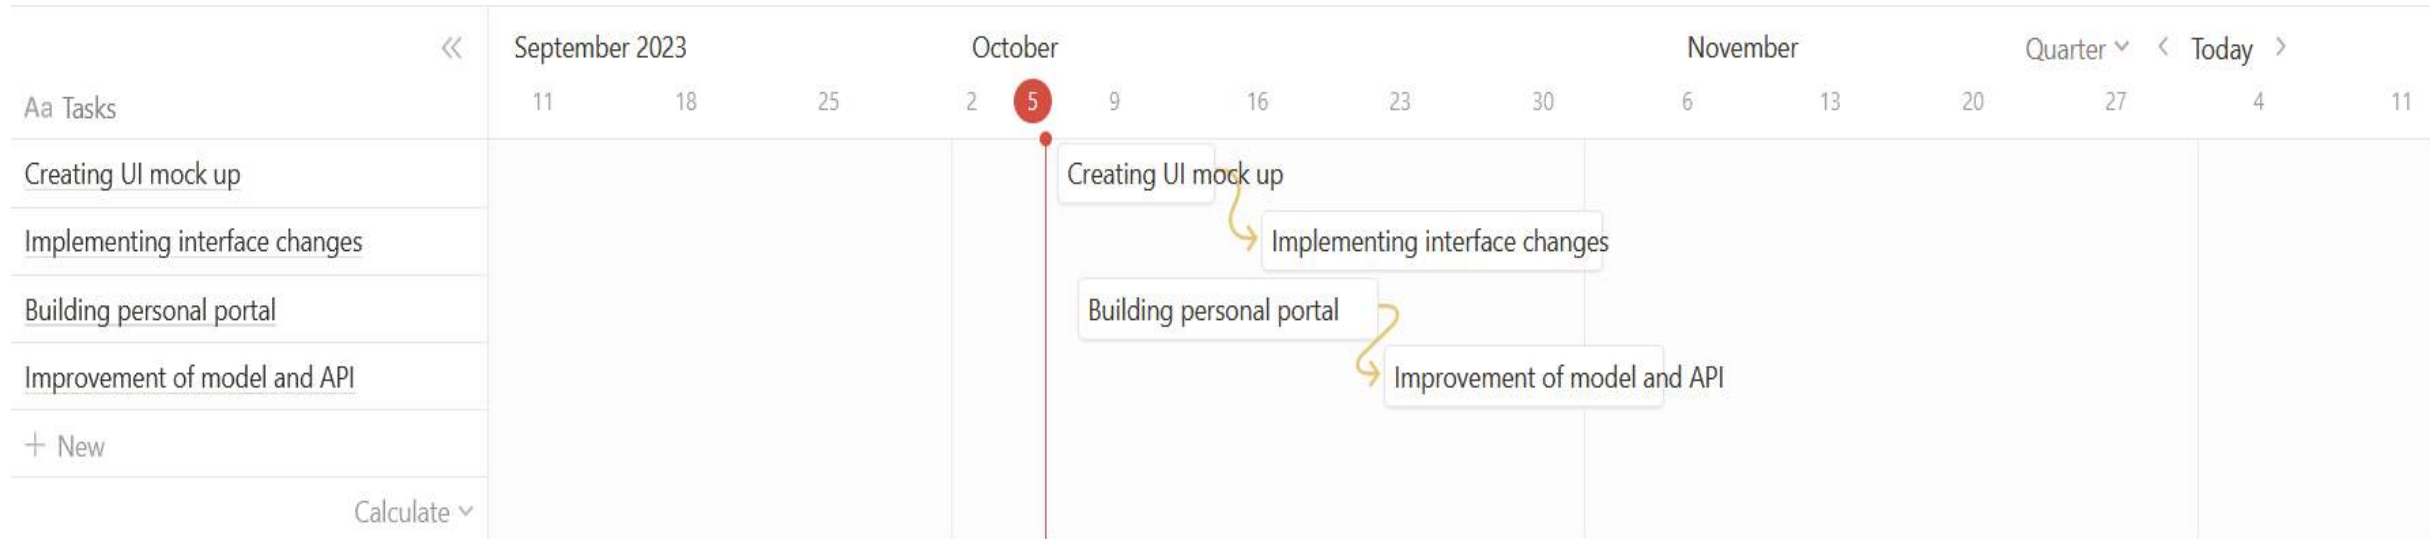 « September 2023 October November Quarter Today
Aa Tasks 11 18 25 2 5 9 16 23 30 6 13 20 27 4 11
Creating UI mock up Creating UI mock up
Implementing interface changes Implementing interface changes
Building personal portal Building personal portal
Improvement of model and API Improvement of model and API
+ New
Calculate